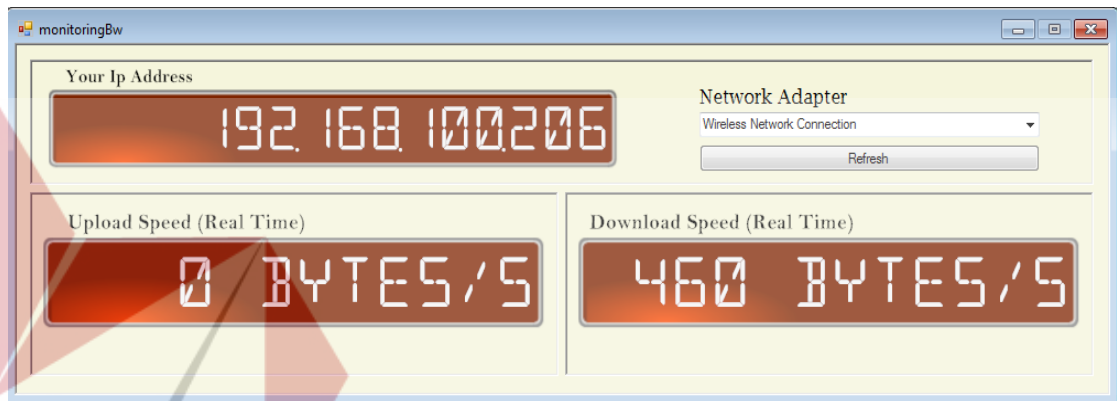 monitoringBw
Your Ip Address
192.168.100.206
Network Adapter
Wireless Network Connection
Refresh
Upload Speed (Real Time)
0 BYTES/S
Download Speed (Real Time)
460 BYTES/S